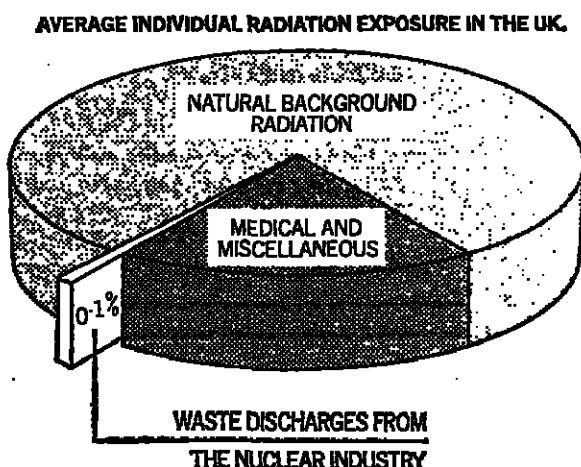 AVERAGE INDIVIDUAL RADIATION EXPOSURE IN THE UK.
NATURAL BACKGROUND
RADIATION
MEDICAL AND
MISCELLANEOUS
0·1%
WASTE DISCHARGES FROM
THE NUCLEAR INDUSTRY